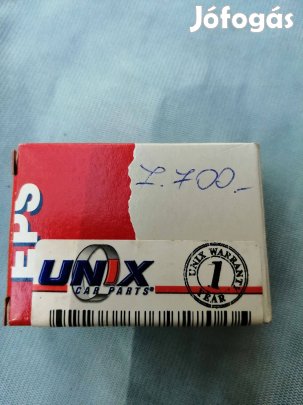 Jófogás
1.700.-
EPS
UNIX
CAR PARTS®
UNIX WARRANTY
1
YEAR